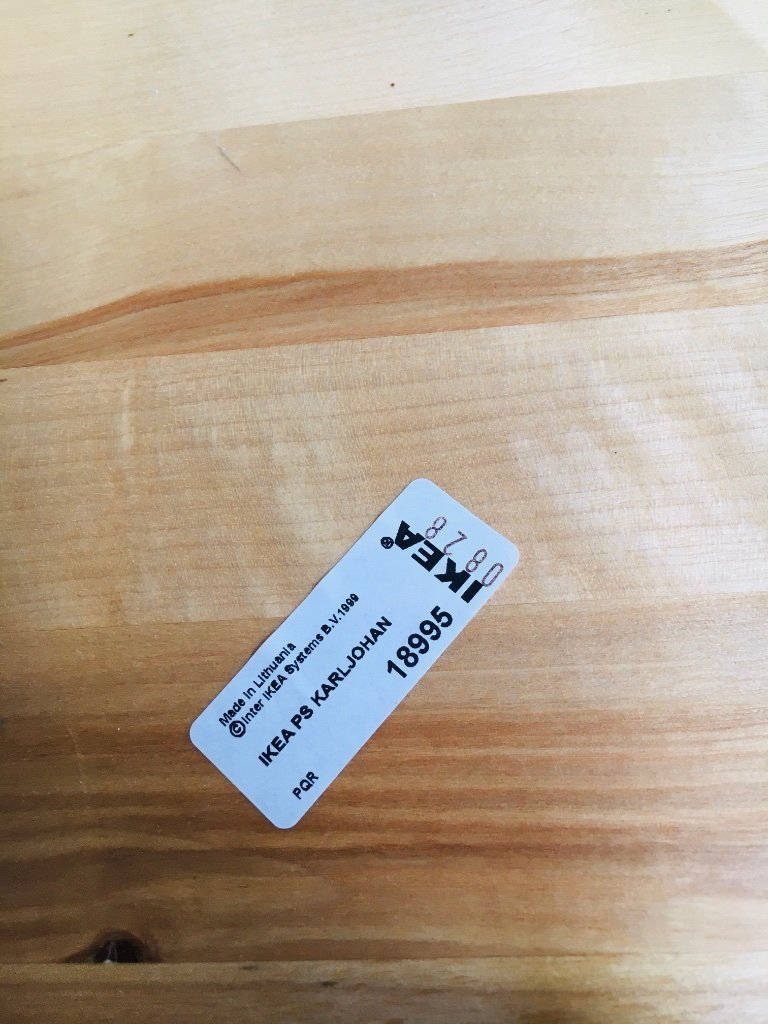 Made in Lithuania
©Inter IKEA Systems B.V.1999
IKEA PS KARLJOHAN
PQR
18995
IKEA®
0828